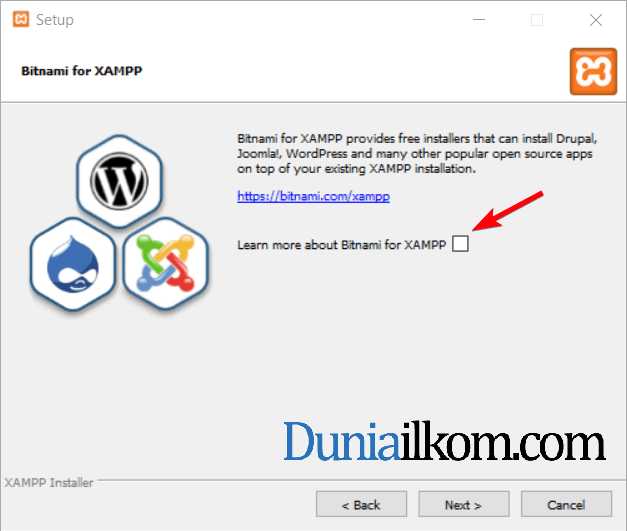 Setup
Bitnami for XAMPP
Bitnami for XAMPP provides free installers that can install Drupal,
Joomla!, WordPress and many other popular open source apps
on top of your existing XAMPP installation.
https://bitnami.com/xampp
Learn more about Bitnami for XAMPP
Duniailkom.com
XAMPP Installer
< Back
Next >
Cancel